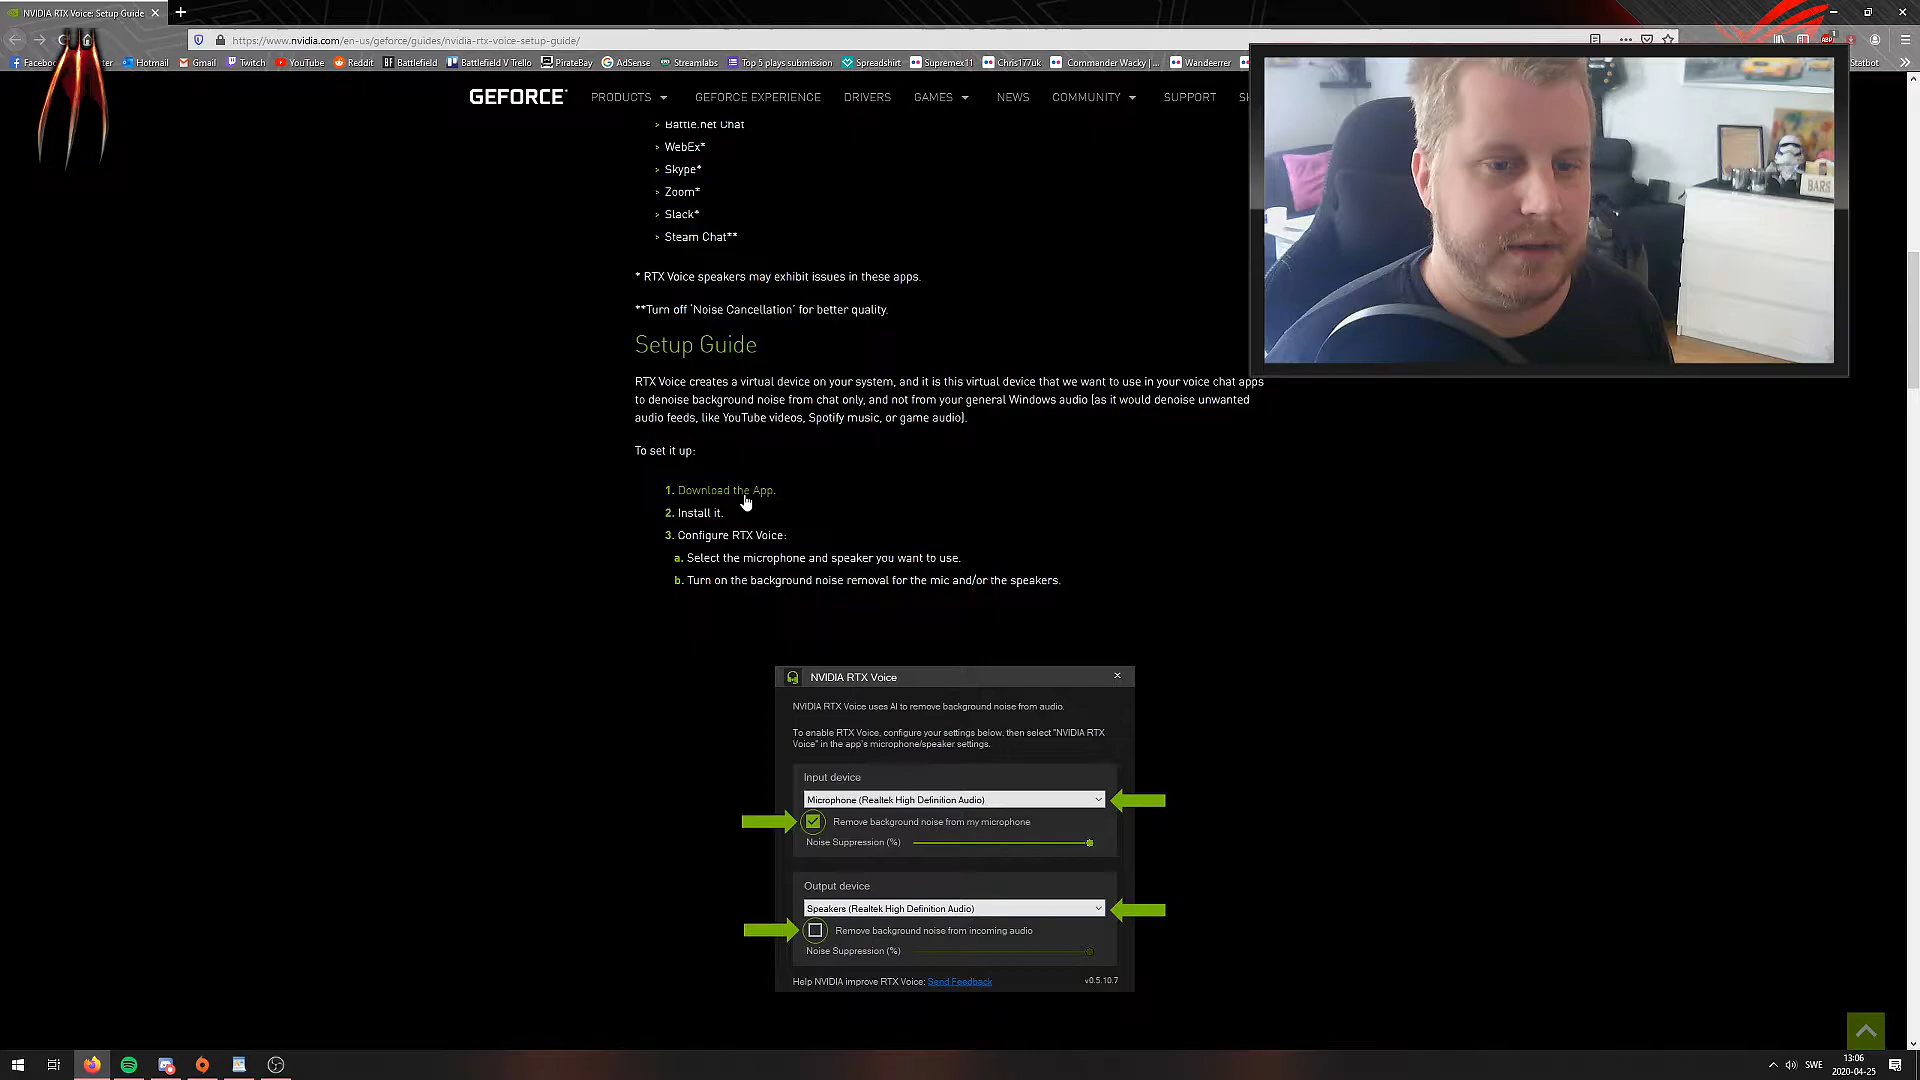 NVIDIA RTX Voice: Setup Guide
https://www.nvidia.com/en-us/geforce/guides/nvidia-rtx-voice-setup-guide/
Hotmail
Gmail
Twitch
YouTube
Reddit
Battlefield
Battlefield V Trello
PirateBay
AdSense
Streamlabs
Top 5 plays submission
Spreadshirt
Supremex11
Chris177uk
Commander Wacky |...
Wandeerrer
Statbot
GEFORCE
PRODUCTS
GEFORCE EXPERIENCE
DRIVERS
GAMES
NEWS
COMMUNITY
SUPPORT
> Battle.net Chat
> WebEx*
> Skype*
> Zoom*
> Slack*
> Steam Chat**
* RTX Voice speakers may exhibit issues in these apps.
**Turn off 'Noise Cancellation' for better quality.
Setup Guide
RTX Voice creates a virtual device on your system, and it is this virtual device that we want to use in your voice chat apps
to denoise background noise from chat only, and not from your general Windows audio (as it would denoise unwanted
audio feeds, like YouTube videos, Spotify music, or game audio).
To set it up:
1. Download the App.
2. Install it.
3. Configure RTX Voice:
a. Select the microphone and speaker you want to use.
b. Turn on the background noise removal for the mic and/or the speakers.
NVIDIA RTX Voice
NVIDIA RTX Voice uses AI to remove background noise from audio.
To enable RTX Voice, configure your settings below, then select "NVIDIA RTX
Voice" in the app's microphone/speaker settings.
Input device
Microphone (Realtek High Definition Audio)
Remove background noise from my microphone
Noise Suppression (%)
Output device
Speakers (Realtek High Definition Audio)
Remove background noise from incoming audio
Noise Suppression (%)
Help NVIDIA improve RTX Voice: Send Feedback
v0.5.10.7
BARS
SWE
13:06
2020-04-25